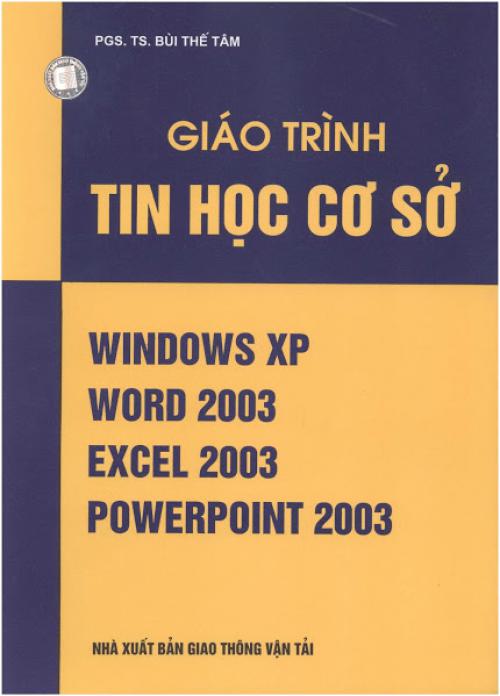 PGS. TS. BÙI THẾ TÂM
GIÁO TRÌNH
TIN HỌC CƠ SỞ
WINDOWS XP
WORD 2003
EXCEL 2003
POWERPOINT 2003
NHÀ XUẤT BẢN GIAO THÔNG VẬN TẢI